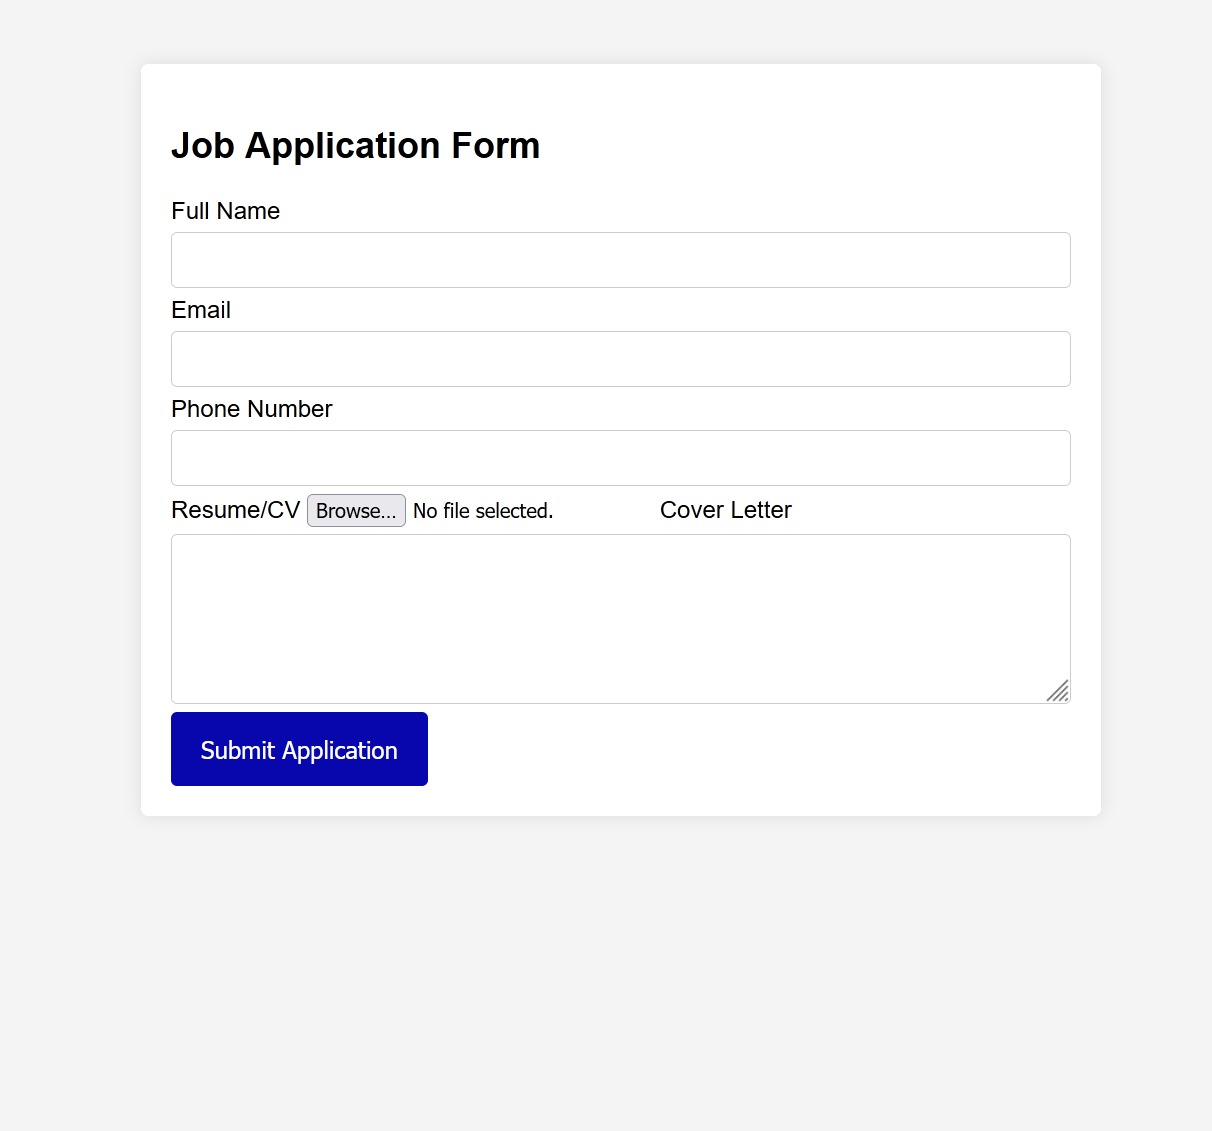 Job Application Form
Full Name
Email
Phone Number
Resume/CV Browse... No file selected. Cover Letter
Submit Application